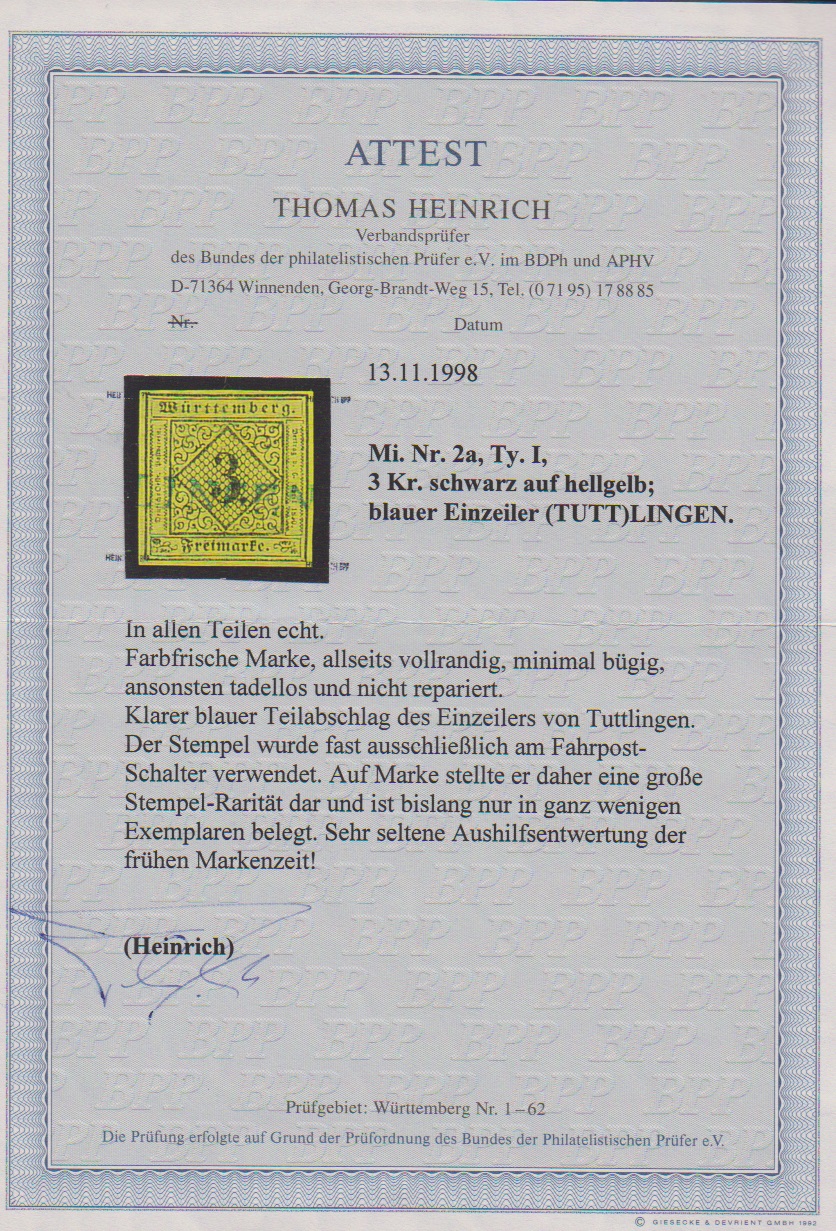 ATTEST
THOMAS HEINRICH
Verbandsprüfer
des Bundes der philatelistischen Prüfer e.V. im BDPh und APHV
D-71364 Winnenden, Georg-Brandt-Weg 15, Tel. (0 71 95) 17 88 85
Nr. Datum
13.11.1998
Württemberg.
3.
Freimarke.
Mi. Nr. 2a, Ty. I,
3 Kr. schwarz auf hellgelb;
blauer Einzeiler (TUTT)LINGEN.
In allen Teilen echt.
Farbfrische Marke, allseits vollrandig, minimal bügig,
ansonsten tadellos und nicht repariert.
Klarer blauer Teilabschlag des Einzeilers von Tuttlingen.
Der Stempel wurde fast ausschließlich am Fahrpost-
Schalter verwendet. Auf Marke stellte er daher eine große
Stempel-Rarität dar und ist bislang nur in ganz wenigen
Exemplaren belegt. Sehr seltene Aushilfsentwertung der
frühen Markenzeit!
(Heinrich)
Prüfgebiet: Württemberg Nr. 1–62
Die Prüfung erfolgte auf Grund der Prüfordnung des Bundes der Philatelistischen Prüfer e.V.
© GIESECKE & DEVRIENT GMBH 1992